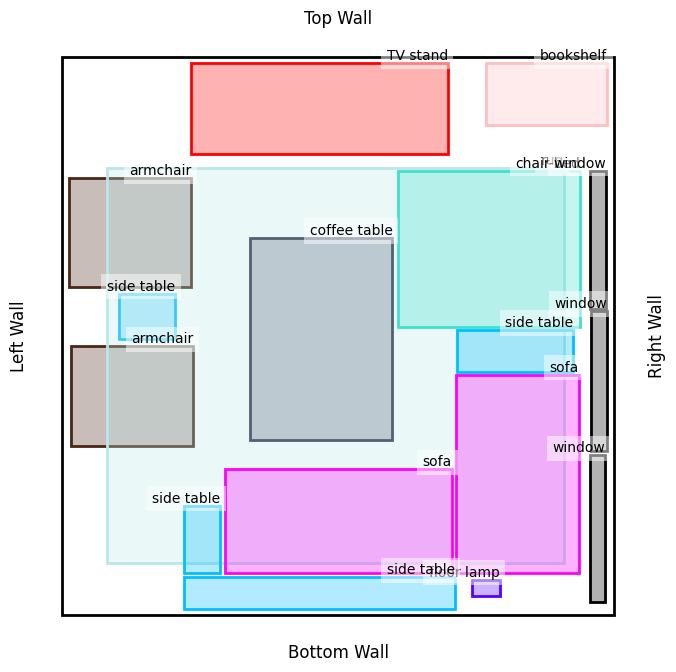 Top Wall
TV stand
bookshelf
chair
window
armchair
coffee table
side table
window
side table
armchair
sofa
Left Wall
Right Wall
sofa
window
side table
side table
floor lamp
Bottom Wall